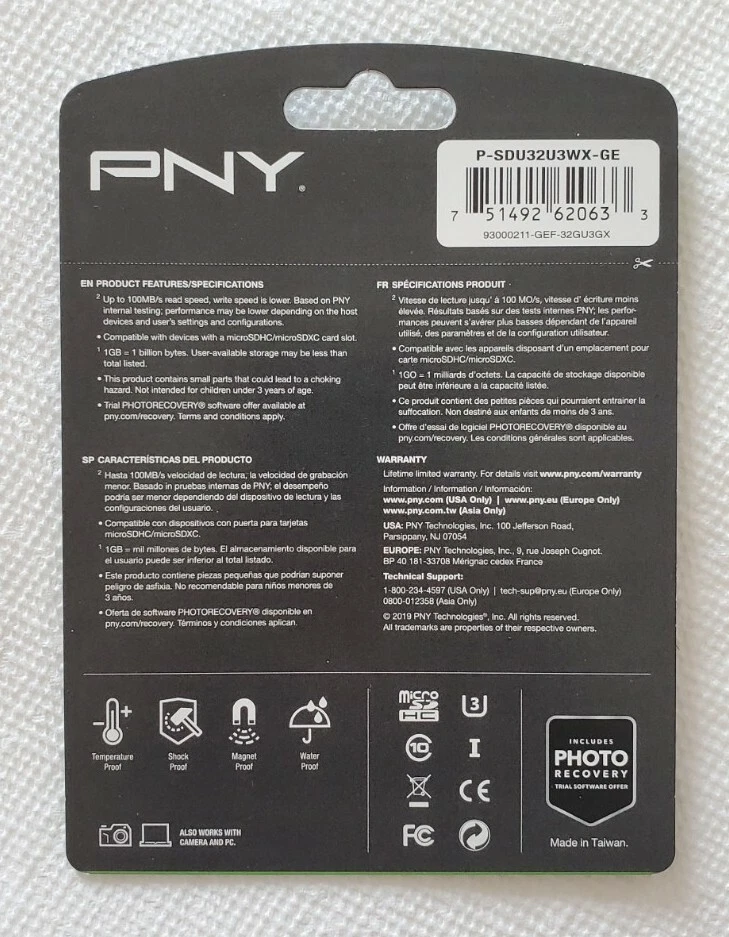 PNY®
P-SDU32U3WX-GE
7 51492 62063 3
93000211-GEF-32GU3GX
EN PRODUCT FEATURES/SPECIFICATIONS
² Up to 100MB/s read speed, write speed is lower. Based on PNY
internal testing; performance may be lower depending on the host
devices and user's settings and configurations.
• Compatible with devices with a microSDHC/microSDXC card slot.
¹ 1GB = 1 billion bytes. User-available storage may be less than
total listed.
• This product contains small parts that could lead to a choking
hazard. Not intended for children under 3 years of age.
• Trial PHOTORECOVERY® software offer available at
pny.com/recovery. Terms and conditions apply.
SP CARACTERÍSTICAS DEL PRODUCTO
² Hasta 100MB/s velocidad de lectura, la velocidad de grabación
menor. Basado in pruebas internas de PNY; el desempeño
podría ser menor dependiendo del dispositivo de lectura y las
configuraciones del usuario.
• Compatible con dispositivos con puerta para tarjetas
microSDHC/microSDXC.
¹ 1GB = mil millones de bytes. El almacenamiento disponible para
el usuario puede ser inferior al total listado.
• Este producto contiene piezas pequeñas que podrían suponer
peligro de asfixia. No recomendable para niños menores de
3 años.
• Oferta de software PHOTORECOVERY® disponible en
pny.com/recovery. Términos y condiciones aplican.
FR SPÉCIFICATIONS PRODUIT
² Vitesse de lecture jusqu' à 100 MO/s, vitesse d' écriture moins
élevée. Résultats basés sur des tests internes PNY; les perfor-
mances peuvent s'avérer plus basses dépendant de l'appareil
utilisé, des paramètres et de la configuration utilisateur.
• Compatible avec les appareils disposant d'un emplacement pour
carte microSDHC/microSDXC.
¹ 1GO = 1 milliards d'octets. La capacité de stockage disponible
peut être inférieure à la capacité listée.
• Ce produit contient des petites pièces qui pourraient entrainer la
suffocation. Non destiné aux enfants de moins de 3 ans.
• Offre d'essai de logiciel PHOTORECOVERY® disponible au
pny.com/recovery. Les conditions générales sont applicables.
WARRANTY
Lifetime limited warranty. For details visit www.pny.com/warranty
Information / Information / Información:
www.pny.com (USA Only) | www.pny.eu (Europe Only)
www.pny.com.tw (Asia Only)
USA: PNY Technologies, Inc. 100 Jefferson Road,
Parsippany, NJ 07054
EUROPE: PNY Technologies, Inc., 9, rue Joseph Cugnot.
BP 40 181-33708 Mérignac cedex France
Technical Support:
1-800-234-4597 (USA Only) | tech-sup@pny.eu (Europe Only)
0800-012358 (Asia Only)
© 2019 PNY Technologies®, Inc. All rights reserved.
All trademarks are properties of their respective owners.
Temperature
Proof
Shock
Proof
Magnet
Proof
Water
Proof
ALSO WORKS WITH
CAMERA AND PC.
micro
SD
HC
3
10
I
CE
FC
INCLUDES
PHOTO
RECOVERY
TRIAL SOFTWARE OFFER
Made in Taiwan.